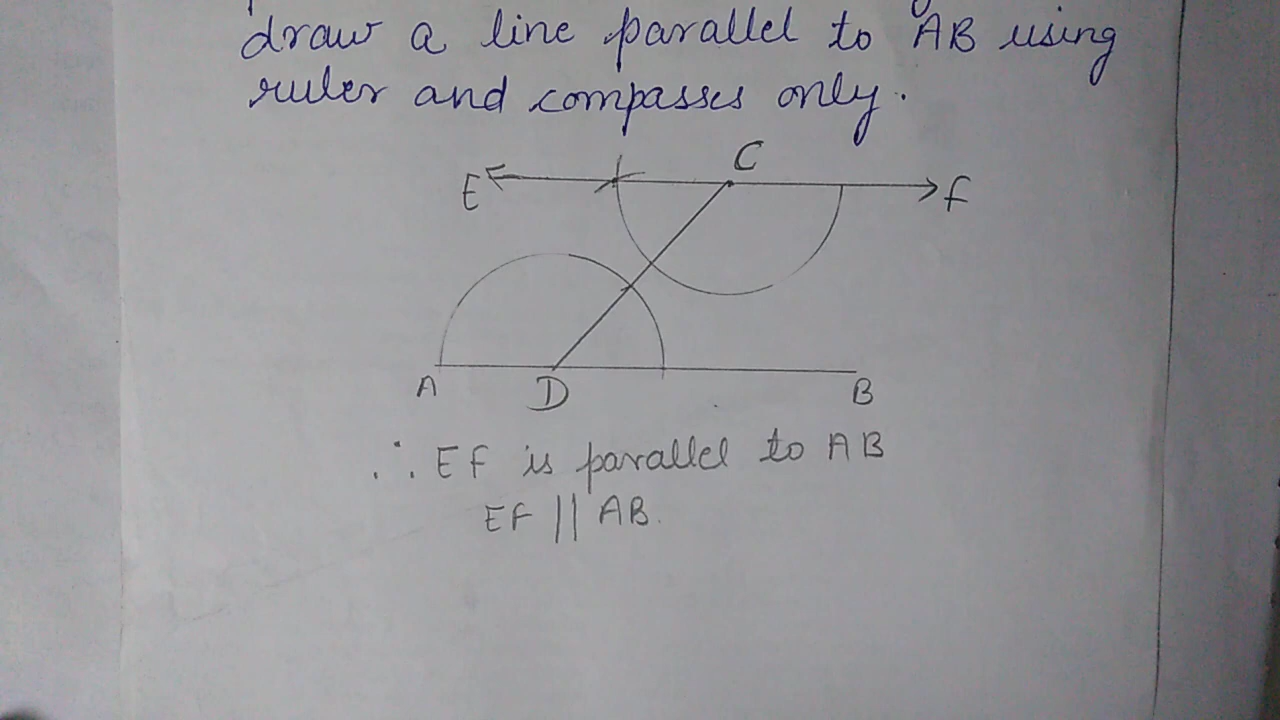 draw a line parallel to AB using
ruler and compasses only.
C
E
F
A
D
B
∴ EF is parallel to AB
EF || AB.